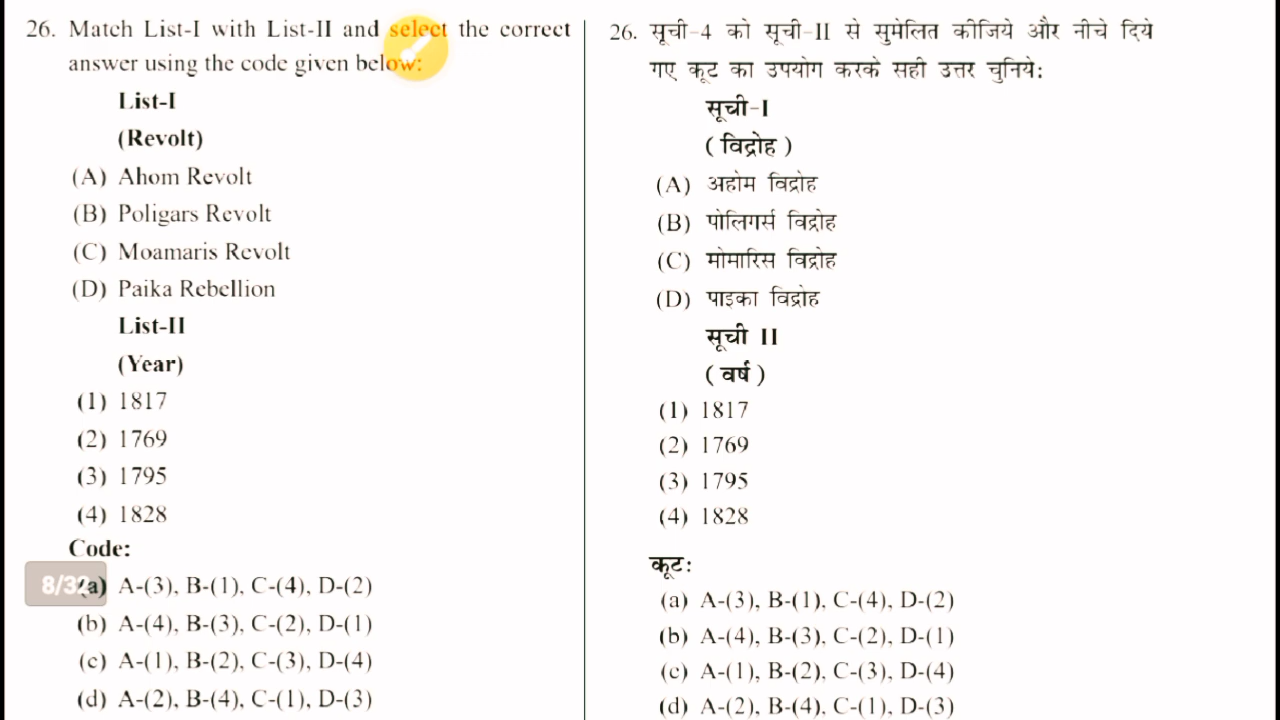 26. Match List-I with List-II and select the correct
answer using the code given below:
List-I
(Revolt)
(A) Ahom Revolt
(B) Poligars Revolt
(C) Moamaris Revolt
(D) Paika Rebellion
List-II
(Year)
(1) 1817
(2) 1769
(3) 1795
(4) 1828
Code:
8/32
(a) A-(3), B-(1), C-(4), D-(2)
(b) A-(4), B-(3), C-(2), D-(1)
(c) A-(1), B-(2), C-(3), D-(4)
(d) A-(2), B-(4), C-(1), D-(3)
26. सूची-4 को सूची-II से सुमेलित कीजिये और नीचे दिये
गए कूट का उपयोग करके सही उत्तर चुनिये:
सूची-I
( विद्रोह )
(A) अहोम विद्रोह
(B) पोलिगर्स विद्रोह
(C) मोमारिस विद्रोह
(D) पाइका विद्रोह
सूची II
( वर्ष )
(1) 1817
(2) 1769
(3) 1795
(4) 1828
कूट:
(a) A-(3), B-(1), C-(4), D-(2)
(b) A-(4), B-(3), C-(2), D-(1)
(c) A-(1), B-(2), C-(3), D-(4)
(d) A-(2), B-(4), C-(1), D-(3)